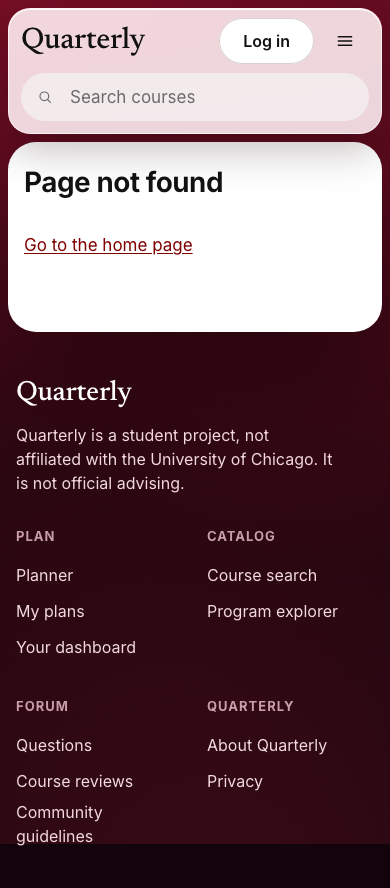 Quarterly
Log in
Search courses
Page not found
Go to the home page
Quarterly
Quarterly is a student project, not
affiliated with the University of Chicago. It
is not official advising.
PLAN
Planner
My plans
Your dashboard
CATALOG
Course search
Program explorer
FORUM
Questions
Course reviews
Community
guidelines
QUARTERLY
About Quarterly
Privacy